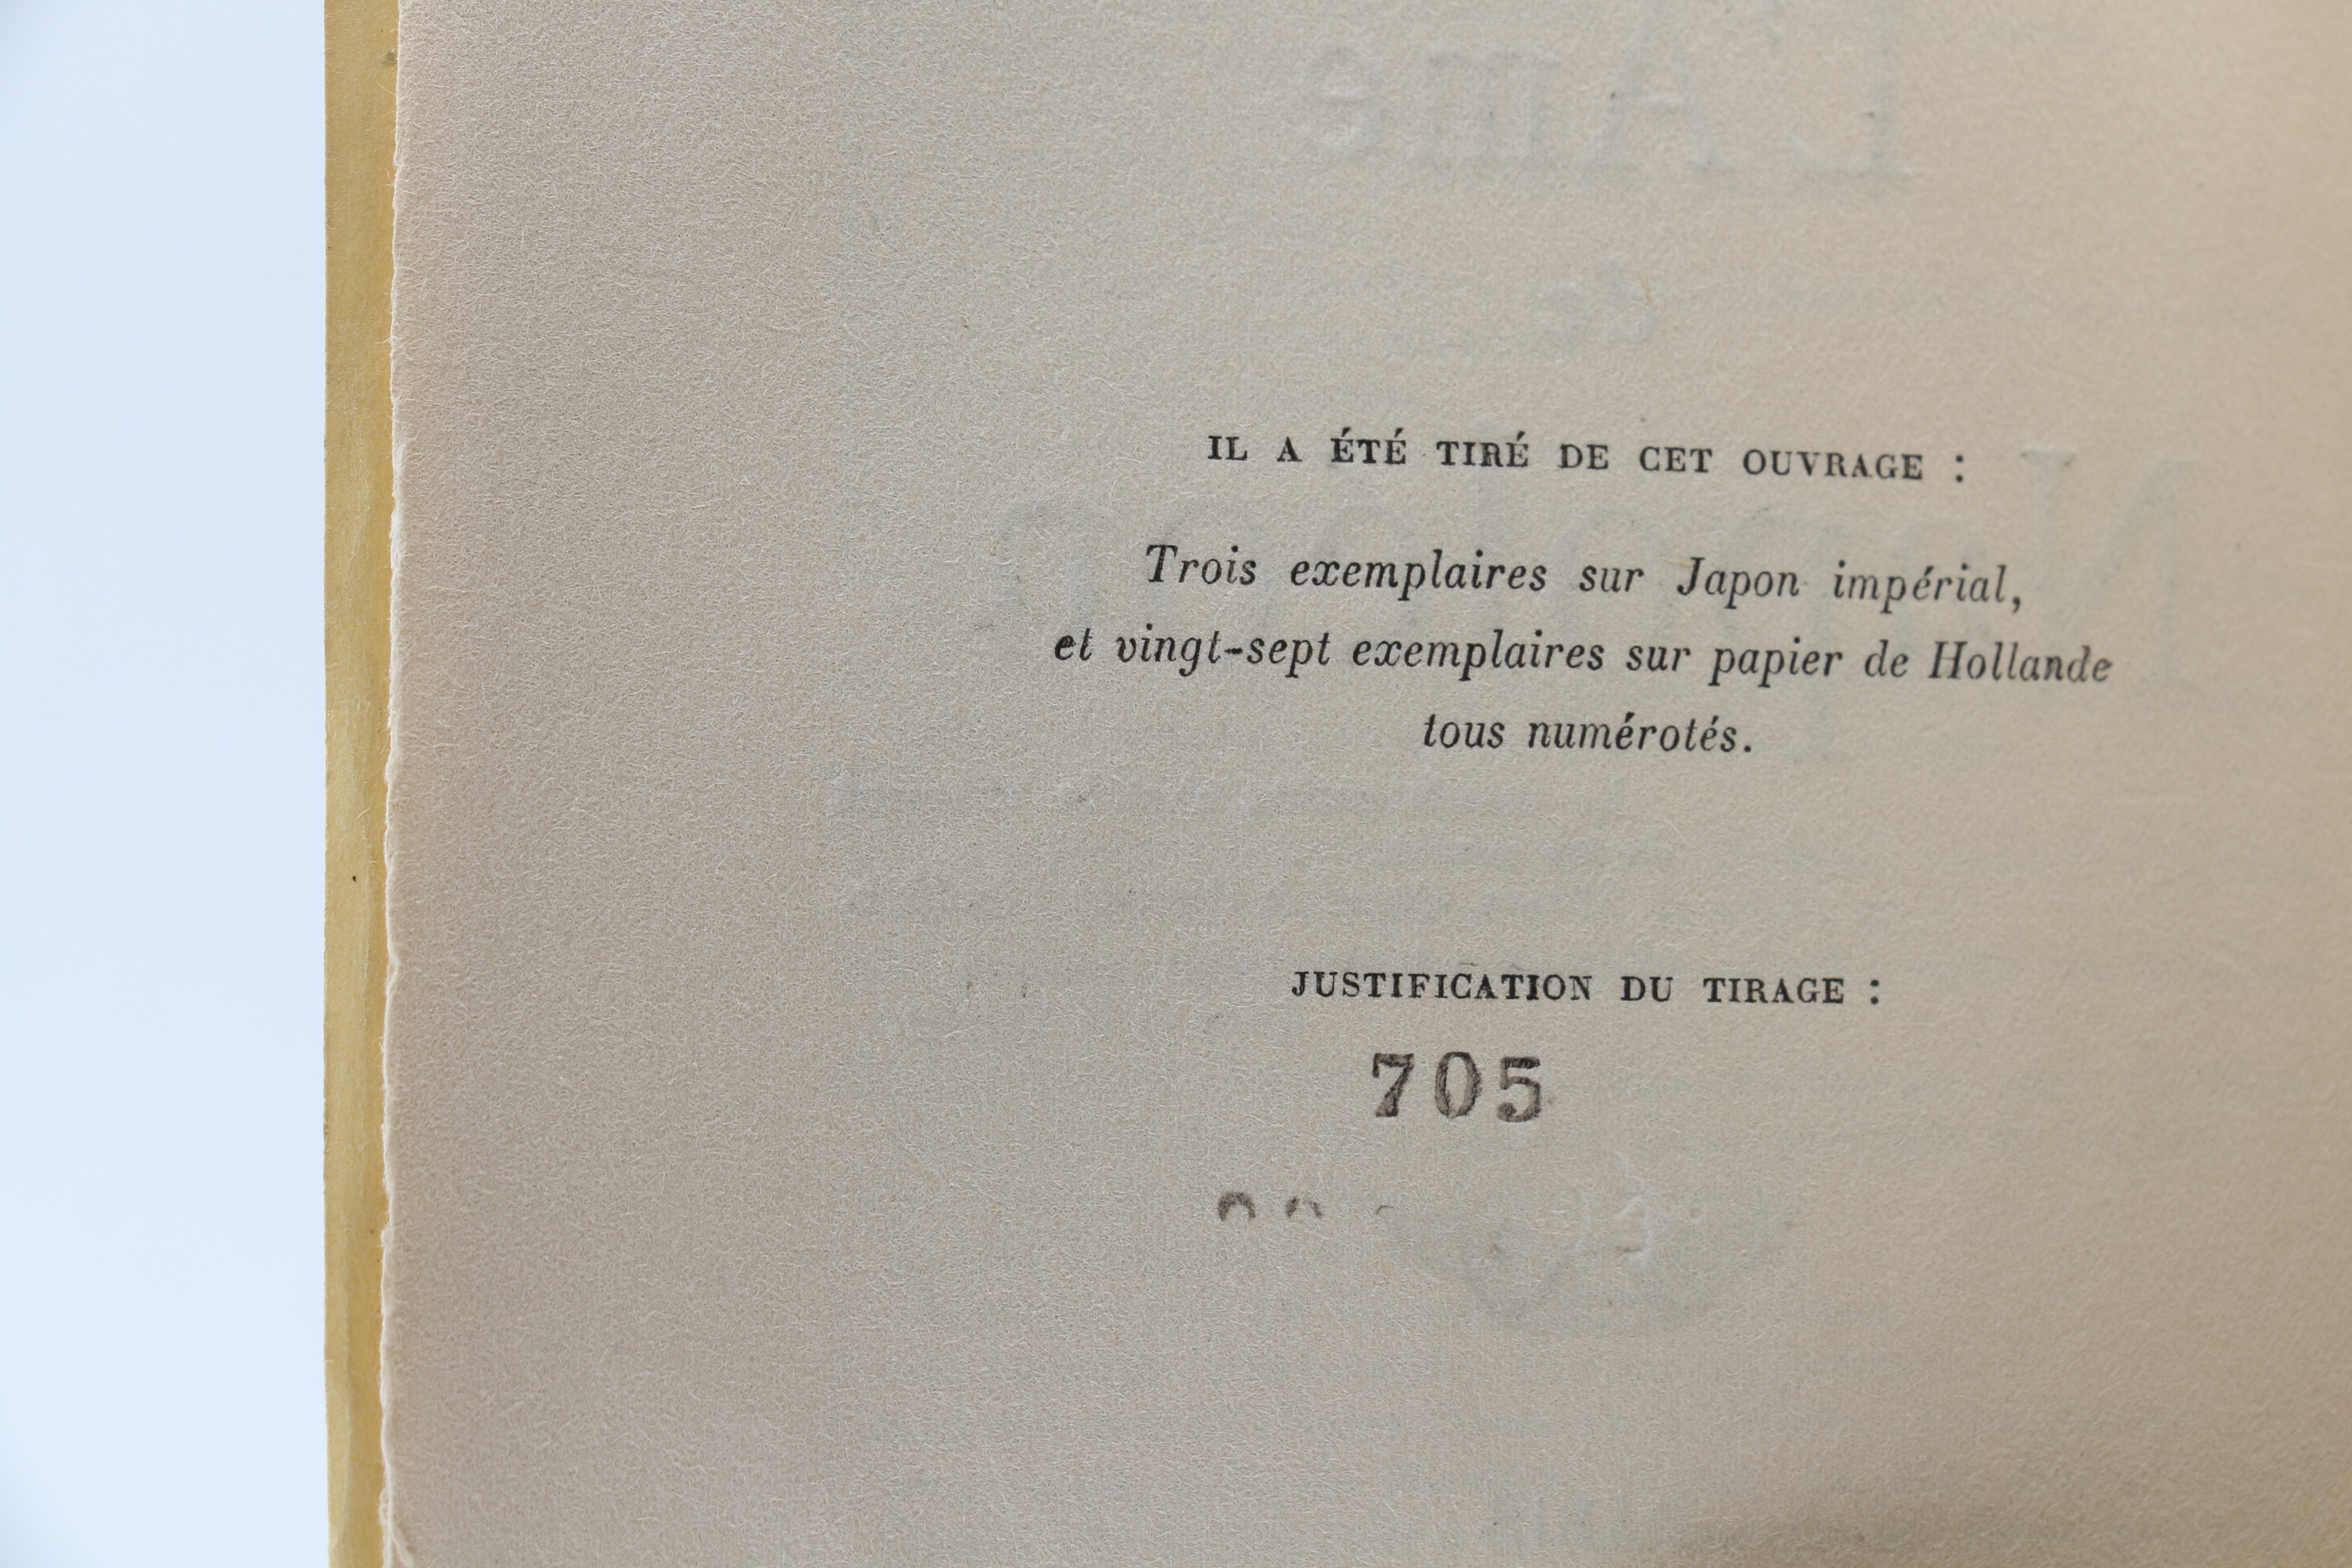 IL A ÉTÉ TIRÉ DE CET OUVRAGE :
Trois exemplaires sur Japon impérial,
et vingt-sept exemplaires sur papier de Hollande
tous numérotés.
JUSTIFICATION DU TIRAGE :
705